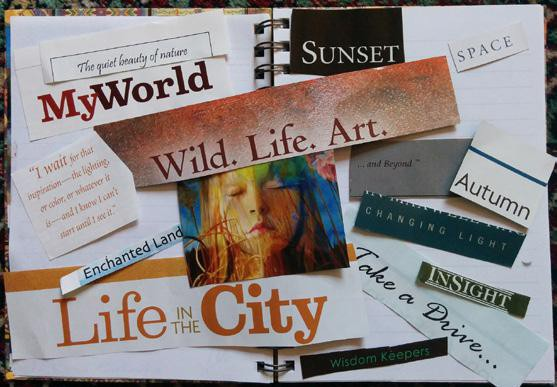 The quiet beauty of nature
MyWorld
SUNSET
SPACE
Wild. Life. Art.
"I wait for that
inspiration—the lighting,
or color, or whatever it
is—and I know I can't
start until I see it."
... and Beyond ™
Autumn
CHANGING LIGHT
Enchanted Land
INSIGHT
Take a Drive...
LIFE IN THE City
Wisdom Keepers